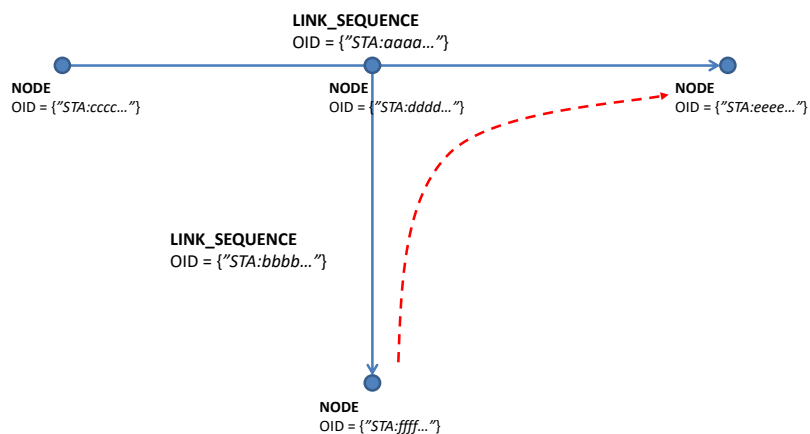 LINK_SEQUENCE
OID = {”STA:aaaa…”}
NODE
OID = {”STA:cccc…”}
NODE
OID = {”STA:dddd…”}
NODE
OID = {”STA:eeee…”}
LINK_SEQUENCE
OID = {”STA:bbbb…”}
NODE
OID = {”STA:ffff…”}